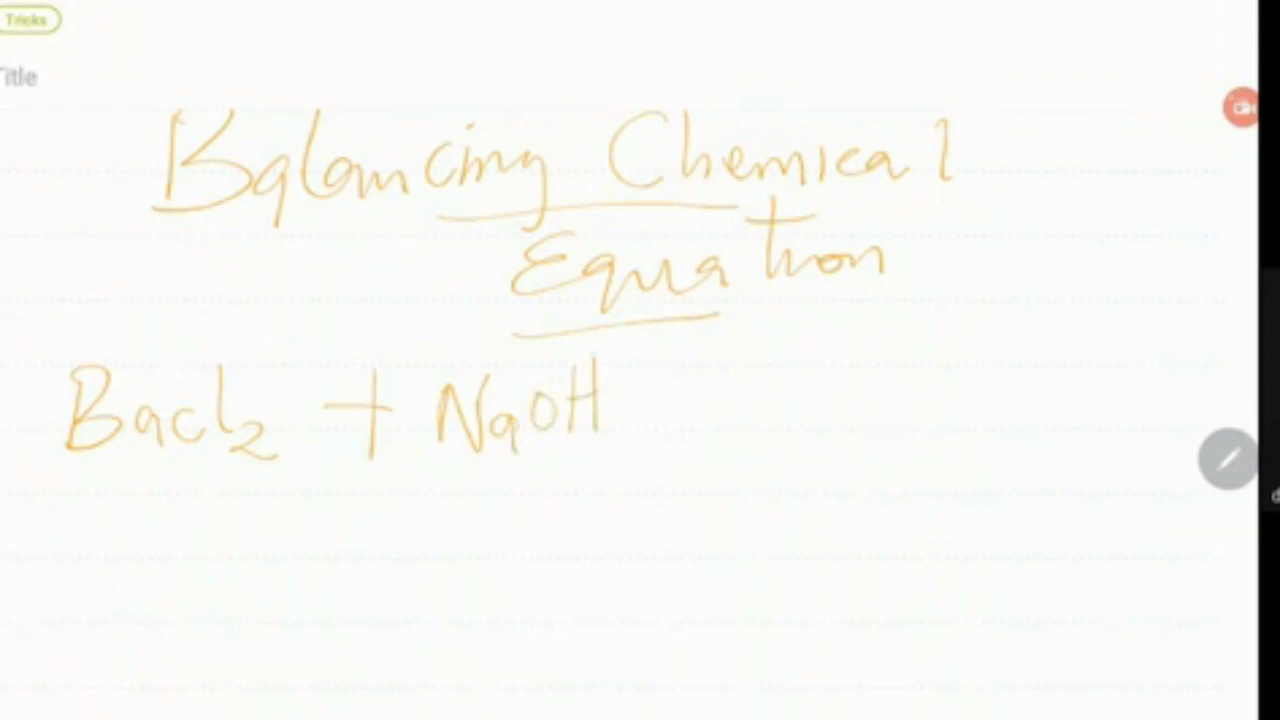 Tricks
Title
Balancing Chemical
Equation
BaCl₂ + NaOH